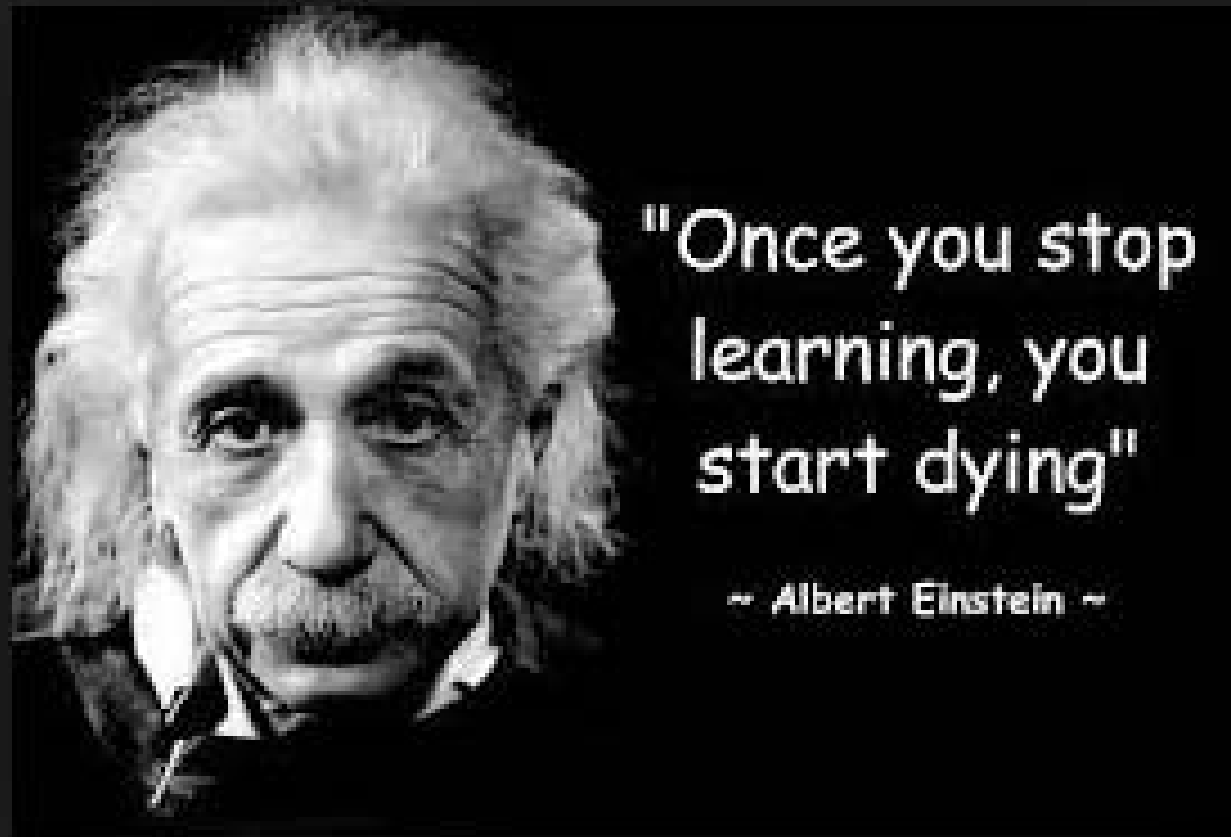 "Once you stop
learning, you
start dying"
~ Albert Einstein ~